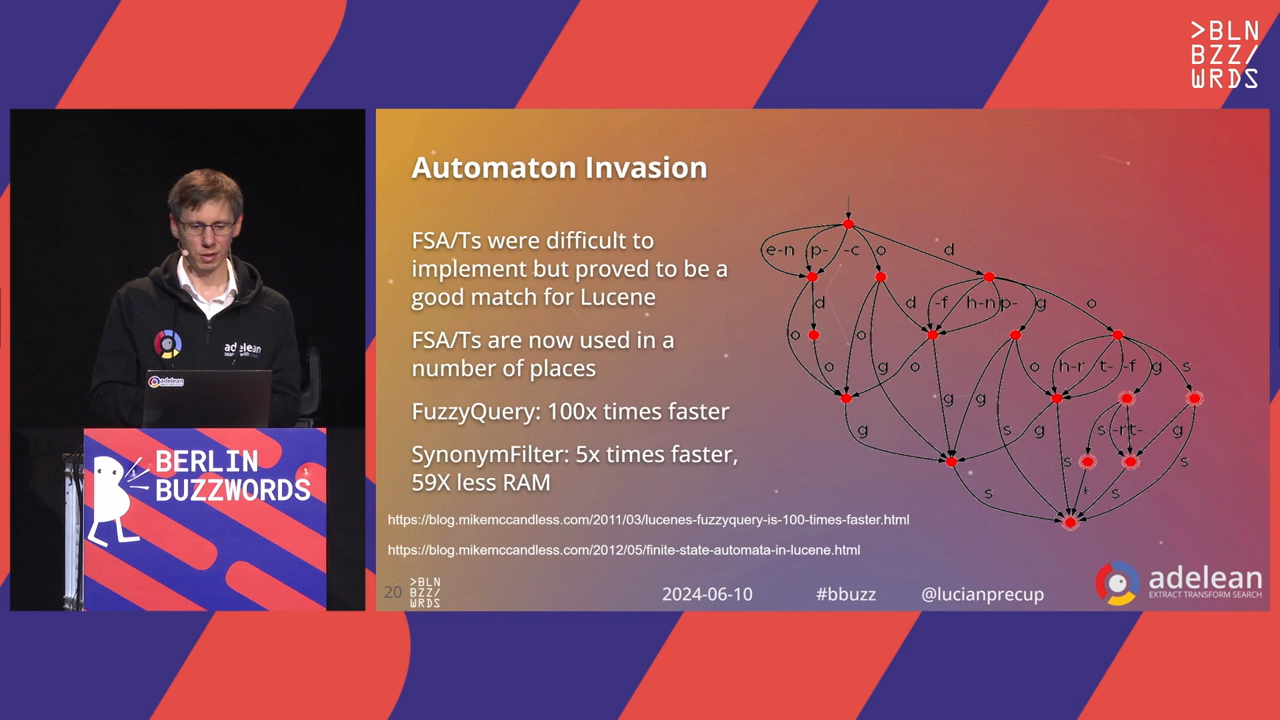 >BLN
BZZ/
WRDS
Automaton Invasion
FSA/Ts were difficult to
implement but proved to be a
good match for Lucene
FSA/Ts are now used in a
number of places
FuzzyQuery: 100x times faster
SynonymFilter: 5x times faster,
59X less RAM
https://blog.mikemccandless.com/2011/03/lucenes-fuzzyquery-is-100-times-faster.html
https://blog.mikemccandless.com/2012/05/finite-state-automata-in-lucene.html
e-n p- -c o d
d d -f h-n p- g o
o o g o o h-r t- -f g s
g g g s g s -r t- g
s s
s * s
20
>BLN
BZZ/
WRDS
2024-06-10 #bbuzz @lucianprecup
adelean
EXTRACT TRANSFORM SEARCH
adelean
adelean
BERLIN
BUZZWORDS